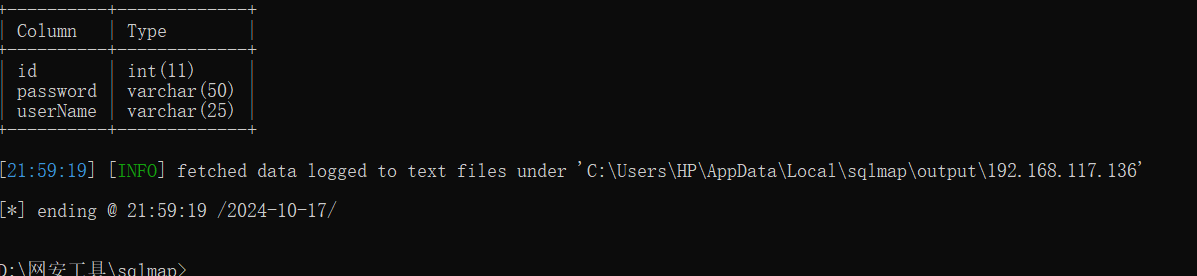 +----------+-------------+
| Column   | Type        |
+----------+-------------+
| id       | int(11)     |
| password | varchar(50) |
| userName | varchar(25) |
+----------+-------------+
[21:59:19] [INFO] fetched data logged to text files under 'C:\Users\HP\AppData\Local\sqlmap\output\192.168.117.136'
[*] ending @ 21:59:19 /2024-10-17/
D:\网安工具\sqlmap>